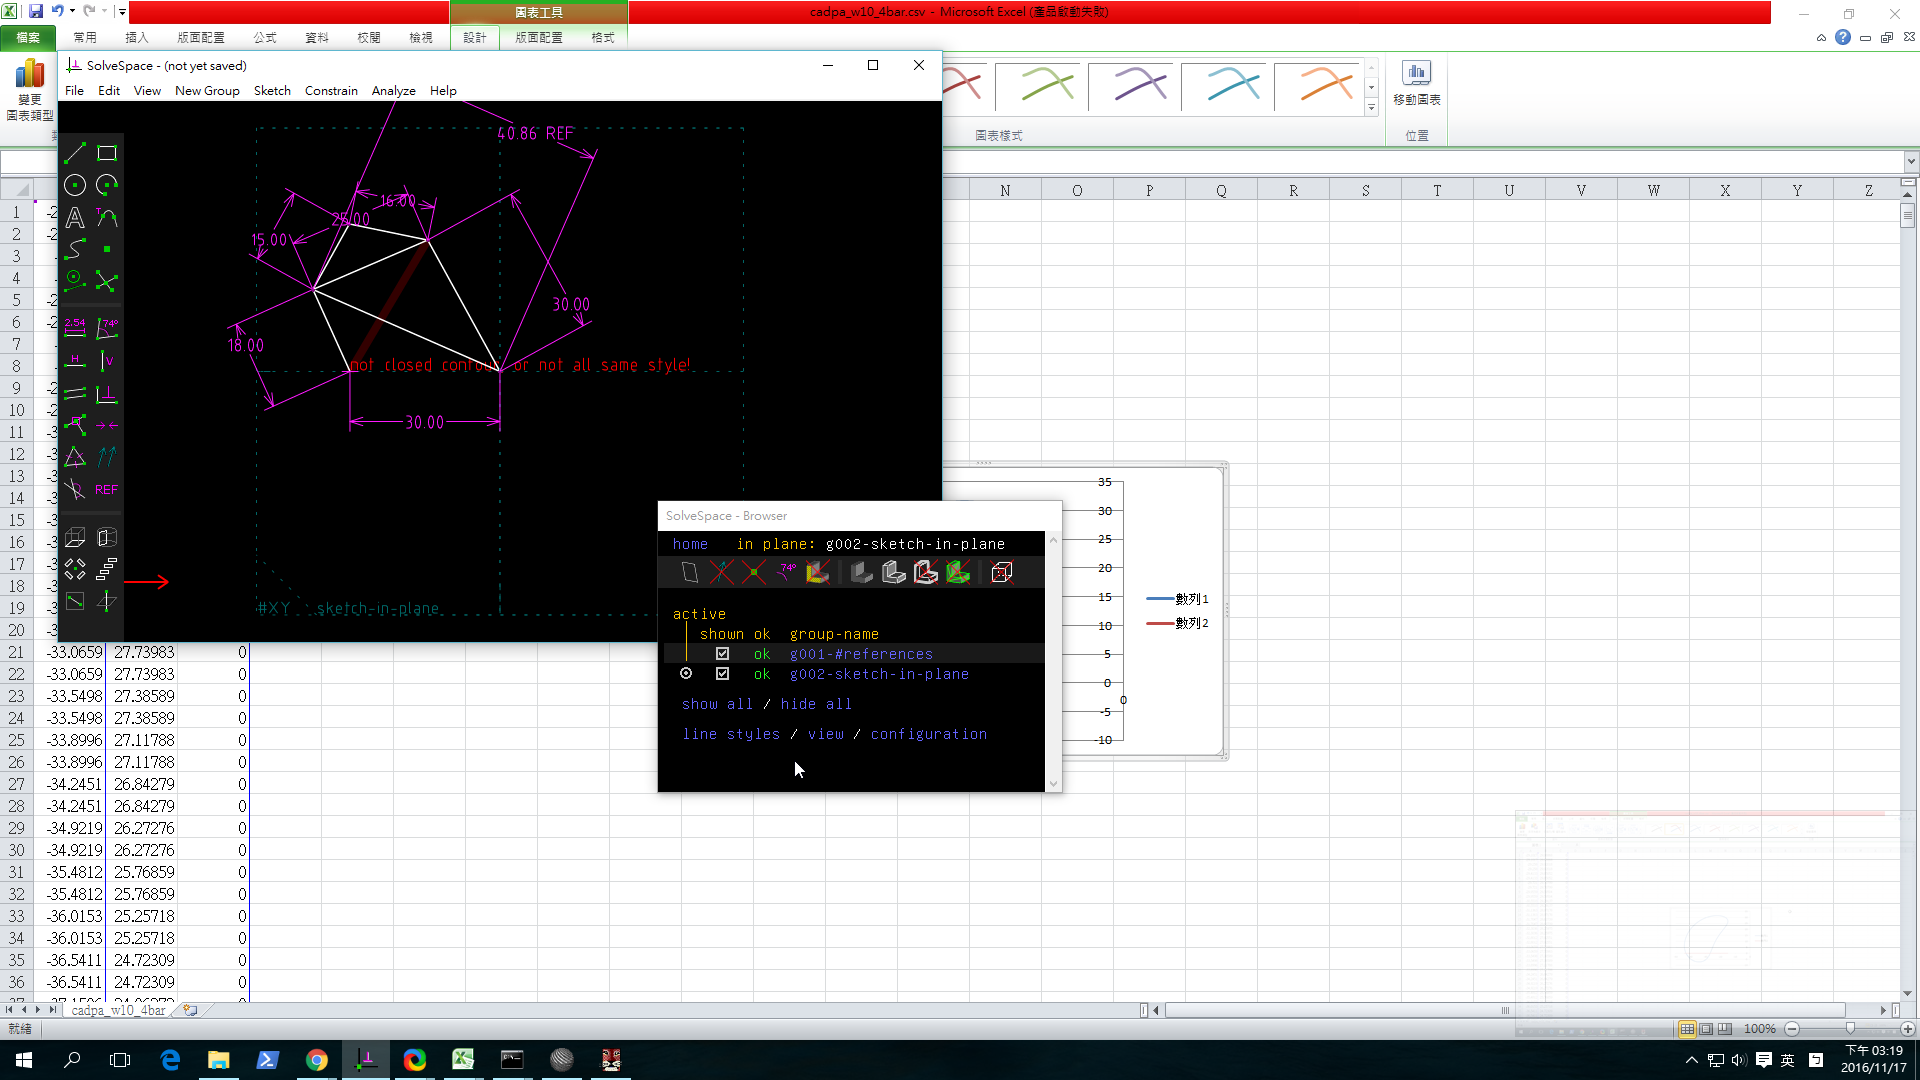 圖表工具
cadpa_w10_4bar.csv - Microsoft Excel (產品啟動失敗)
檔案 常用 插入 版面配置 公式 資料 校閱 檢視 設計 版面配置 格式
變更
圖表類型
圖表樣式
移動圖表
位置
SolveSpace - (not yet saved)
File Edit View New Group Sketch Constrain Analyze Help
40.86 REF
16.00
25.00
15.00
30.00
18.00
not closed contour, or not all same style!
30.00
#XY sketch-in-plane
2.54 74°
H V
REF
N O P Q R S T U V W X Y Z
1 -2
2 -2
3
4
5 -2
6 -2
7
8 -2
9 -2
10 -2
11
12
13
14
15
16
17
18
19
20
21 -33.0659 27.73983 0
22 -33.0659 27.73983 0
23 -33.5498 27.38589 0
24 -33.5498 27.38589 0
25 -33.8996 27.11788 0
26 -33.8996 27.11788 0
27 -34.2451 26.84279 0
28 -34.2451 26.84279 0
29 -34.9219 26.27276 0
30 -34.9219 26.27276 0
31 -35.4812 25.76859 0
32 -35.4812 25.76859 0
33 -36.0153 25.25718 0
34 -36.0153 25.25718 0
35 -36.5411 24.72309 0
36 -36.5411 24.72309 0
SolveSpace - Browser
home in plane: g002-sketch-in-plane
74°
active
shown ok group-name
ok g001-#references
ok g002-sketch-in-plane
show all / hide all
line styles / view / configuration
35
30
25
20
15
10
5
0
-5
-10
0
數列1
數列2
cadpa_w10_4bar
就緒
100%
英
下午 03:19
2016/11/17